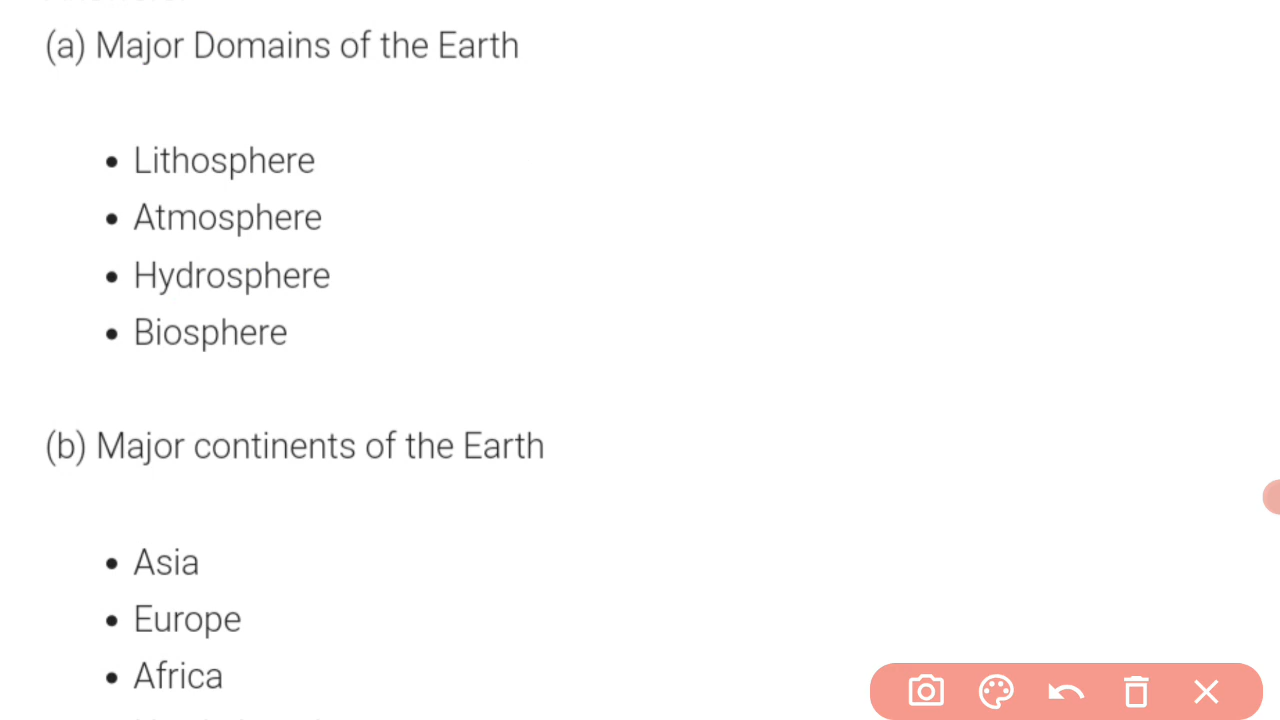 (a) Major Domains of the Earth
• Lithosphere
• Atmosphere
• Hydrosphere
• Biosphere
(b) Major continents of the Earth
• Asia
• Europe
• Africa